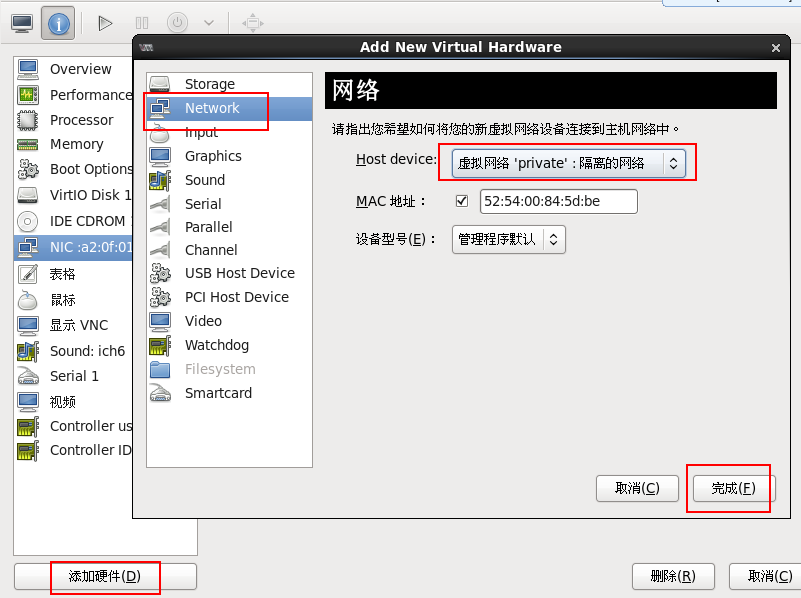 Add New Virtual Hardware
Overview
Performance
Processor
Memory
Boot Options
VirtIO Disk 1
IDE CDROM 1
NIC :a2:0f:01
表格
鼠标
显示 VNC
Sound: ich6
Serial 1
视频
Controller us
Controller ID
Storage
Network
Input
Graphics
Sound
Serial
Parallel
Channel
USB Host Device
PCI Host Device
Video
Watchdog
Filesystem
Smartcard
网络
请指出您希望如何将您的新虚拟网络设备连接到主机网络中。
Host device: 虚拟网络 'private' : 隔离的网络
MAC 地址： 52:54:00:84:5d:be
设备型号(E)： 管理程序默认
取消(C) 完成(F)
添加硬件(D) 删除(R) 取消(C)